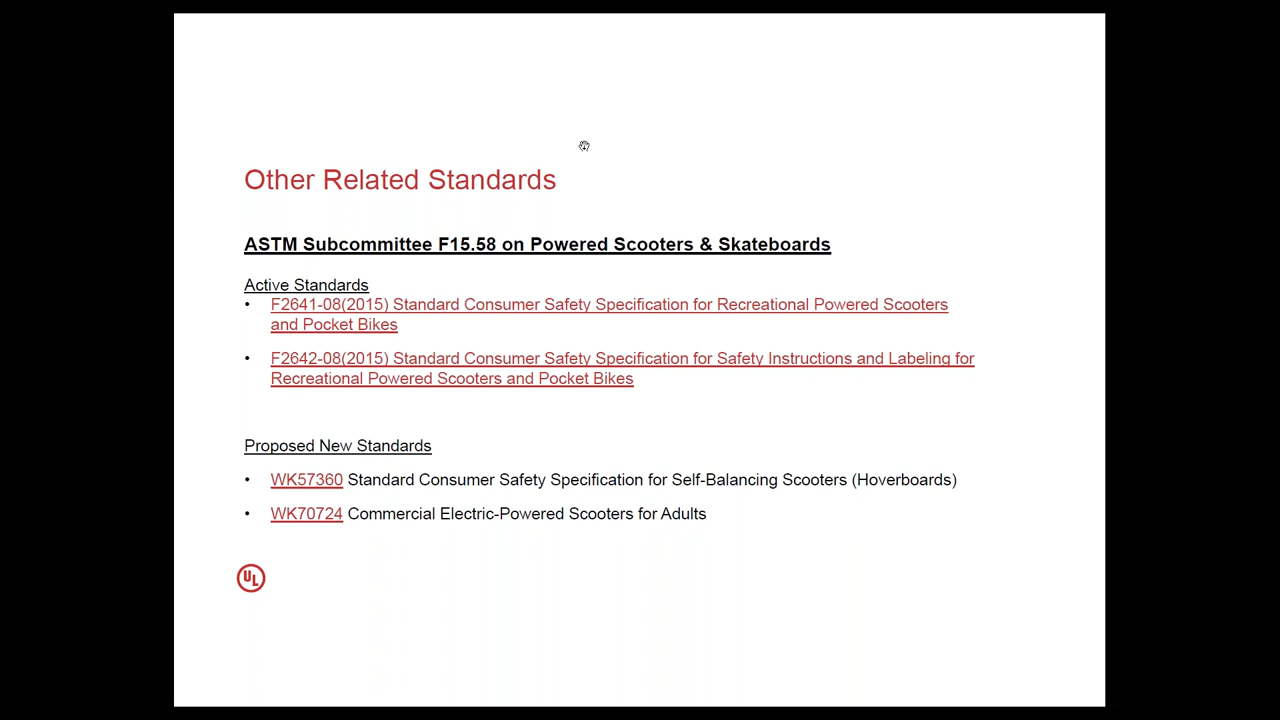 Other Related Standards
ASTM Subcommittee F15.58 on Powered Scooters & Skateboards
Active Standards
• F2641-08(2015) Standard Consumer Safety Specification for Recreational Powered Scooters
and Pocket Bikes
• F2642-08(2015) Standard Consumer Safety Specification for Safety Instructions and Labeling for
Recreational Powered Scooters and Pocket Bikes
Proposed New Standards
• WK57360 Standard Consumer Safety Specification for Self-Balancing Scooters (Hoverboards)
• WK70724 Commercial Electric-Powered Scooters for Adults
UL